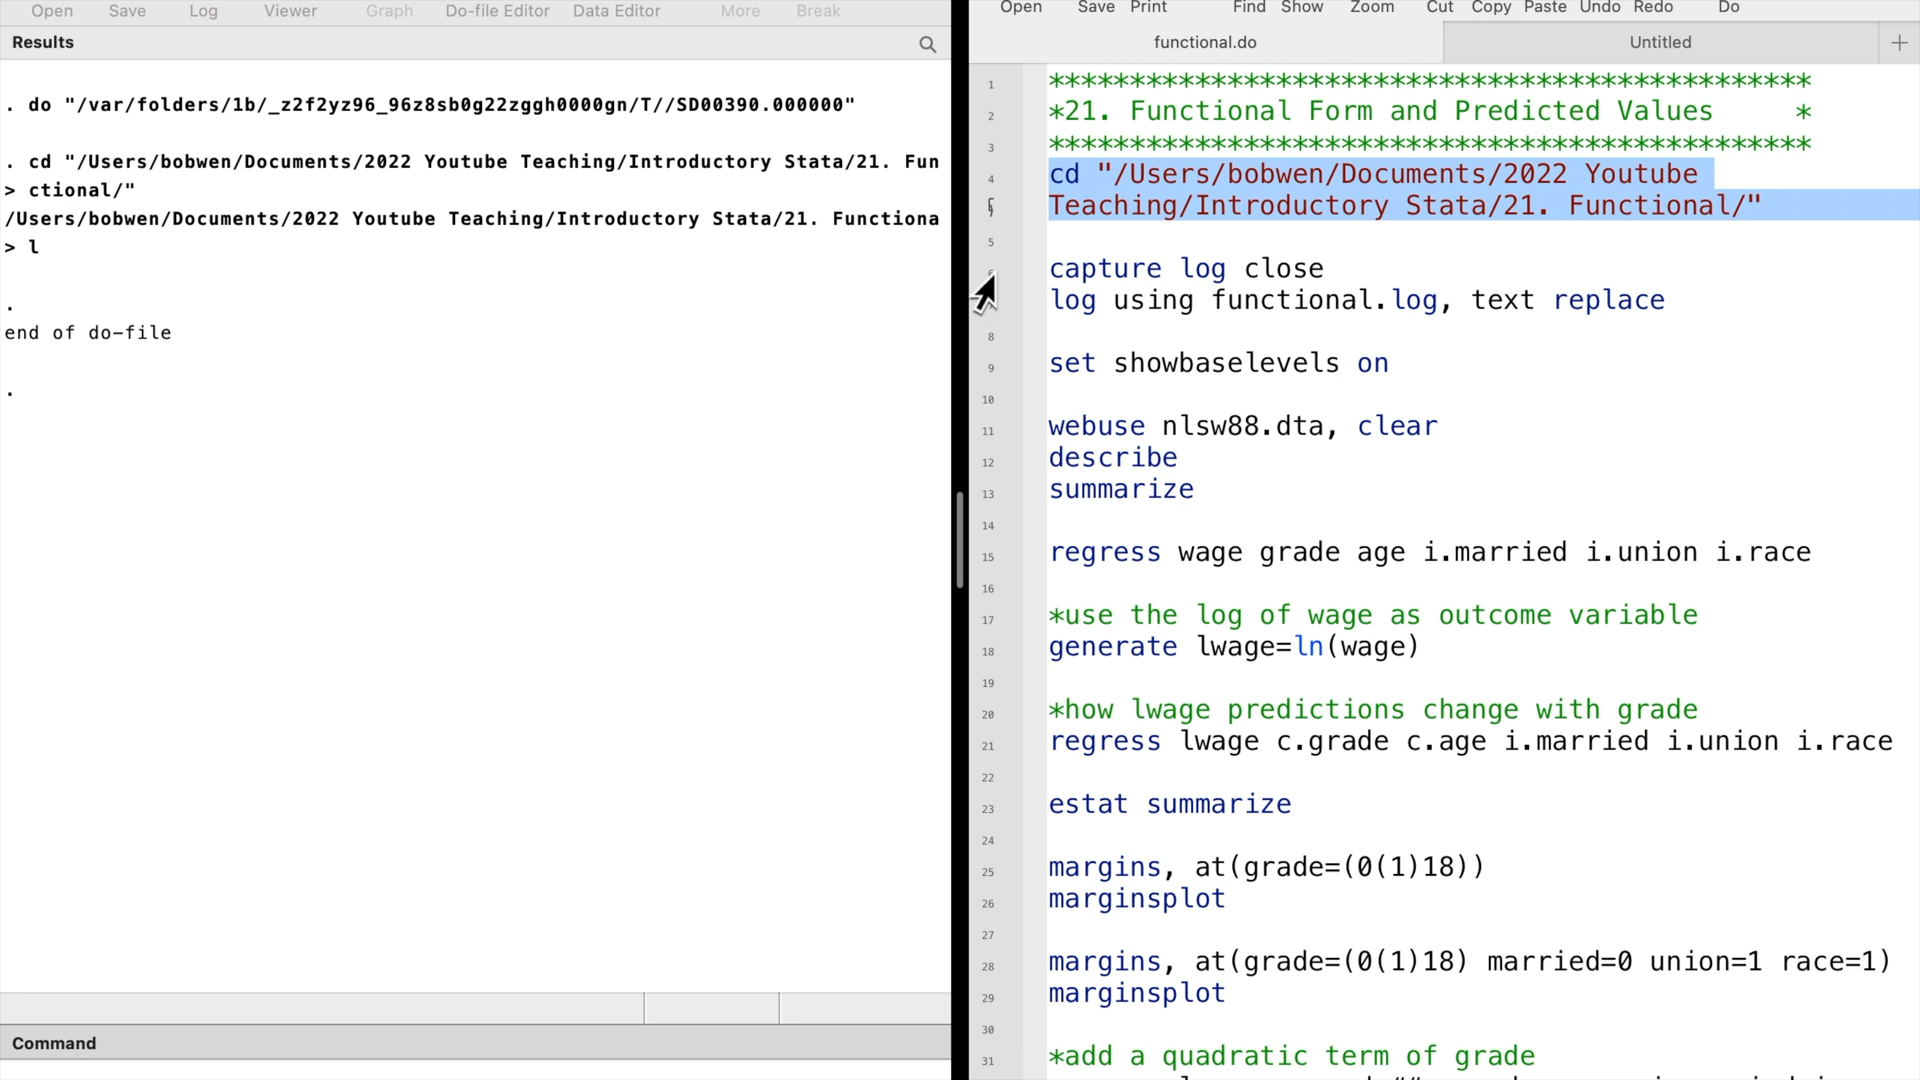 Open Save Log Viewer Graph Do-file Editor Data Editor More Break
Results
. do "/var/folders/1b/_z2f2yz96_96z8sb0g22zggh0000gn/T//SD00390.000000"
. cd "/Users/bobwen/Documents/2022 Youtube Teaching/Introductory Stata/21. Fun
> ctional/"
/Users/bobwen/Documents/2022 Youtube Teaching/Introductory Stata/21. Functiona
> l
.
end of do-file
.
Command
Open Save Print Find Show Zoom Cut Copy Paste Undo Redo Do
functional.do Untitled
1 ***********************************************
2 *21. Functional Form and Predicted Values *
3 ***********************************************
4 cd "/Users/bobwen/Documents/2022 Youtube
Teaching/Introductory Stata/21. Functional/"
5
capture log close
log using functional.log, text replace
8
9 set showbaselevels on
10
11 webuse nlsw88.dta, clear
12 describe
13 summarize
14
15 regress wage grade age i.married i.union i.race
16
17 *use the log of wage as outcome variable
18 generate lwage=ln(wage)
19
20 *how lwage predictions change with grade
21 regress lwage c.grade c.age i.married i.union i.race
22
23 estat summarize
24
25 margins, at(grade=(0(1)18))
26 marginsplot
27
28 margins, at(grade=(0(1)18) married=0 union=1 race=1)
29 marginsplot
30
31 *add a quadratic term of grade